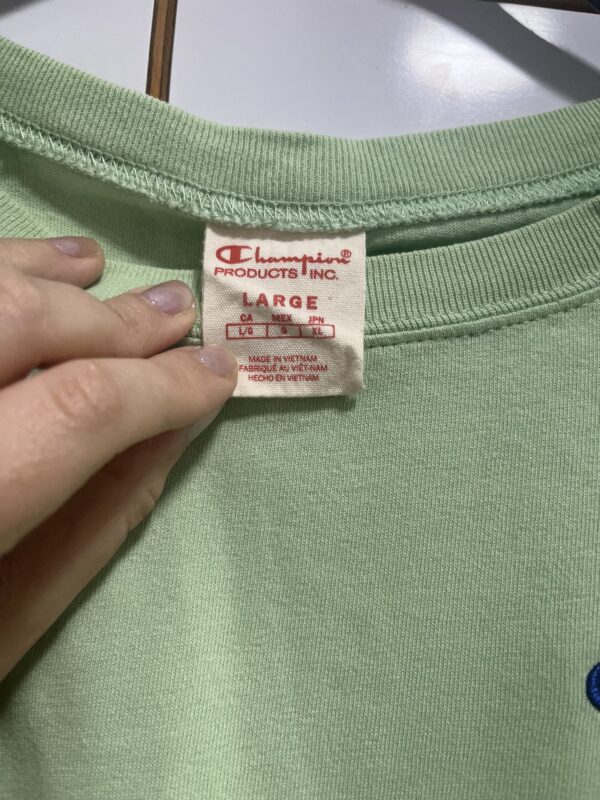 Champion®
PRODUCTS INC.
LARGE
CA MEX JPN
L/G G XL
MADE IN VIETNAM
FABRIQUÉ AU VIÊT-NAM
HECHO EN VIETNAM